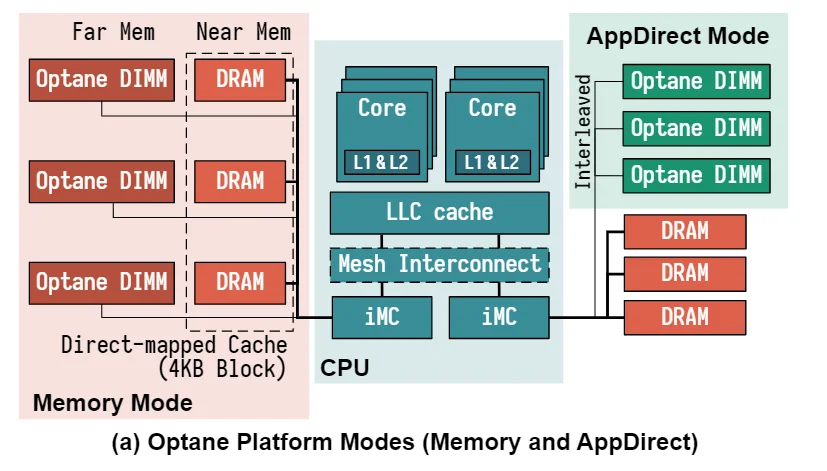 Far Mem
Near Mem
Optane DIMM
DRAM
Optane DIMM
DRAM
Optane DIMM
DRAM
Direct-mapped Cache
(4KB Block)
Memory Mode
Core
L1&L2
Core
L1&L2
LLC cache
Mesh Interconnect
iMC
iMC
CPU
AppDirect Mode
Interleaved
Optane DIMM
Optane DIMM
Optane DIMM
DRAM
DRAM
DRAM
(a) Optane Platform Modes (Memory and AppDirect)